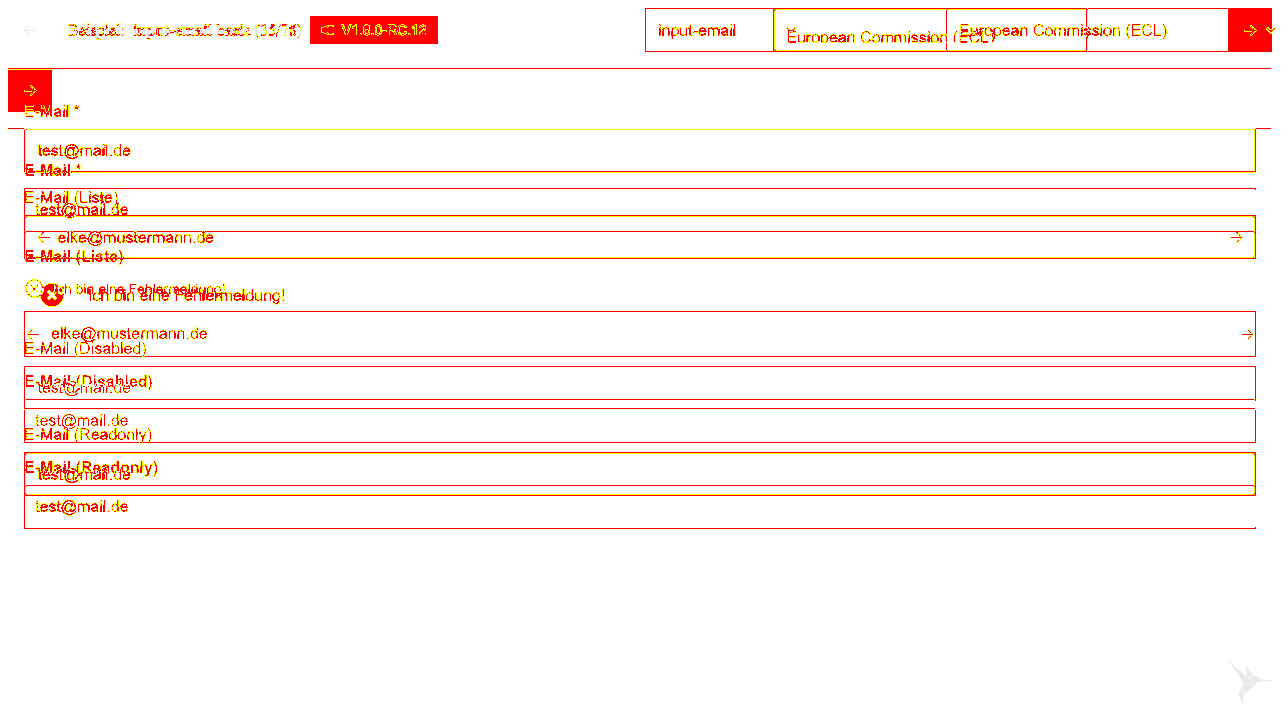 Beispiel: input-email basic (35/76)
V1.6.0-RC.12
input-email
European Commission (ECL)
European Commission (ECL)
E-Mail *
test@mail.de
E-Mail *
E-Mail (Liste)
test@mail.de
elke@mustermann.de
E-Mail (Liste)
Ich bin eine Fehlermeldung!
Ich bin eine Fehlermeldung!
elke@mustermann.de
E-Mail (Disabled)
E-Mail (Disabled)
test@mail.de
test@mail.de
E-Mail (Readonly)
E-Mail (Readonly)
test@mail.de
test@mail.de